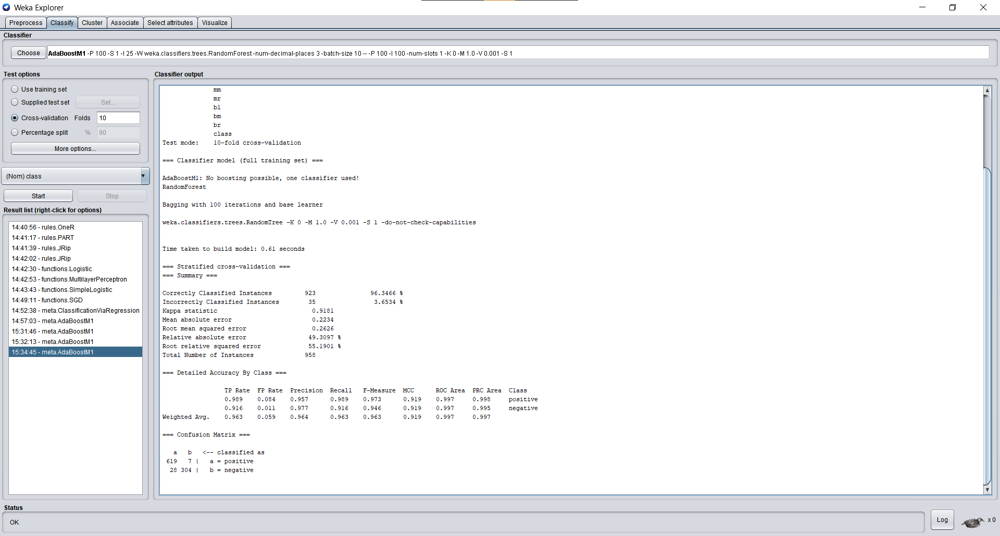 Weka Explorer
Preprocess Classify Cluster Associate Select attributes Visualize
Classifier
Choose AdaBoostM1 -P 100 -S 1 -I 25 -W weka.classifiers.trees.RandomForest -num-decimal-places 3 -batch-size 10 -- -P 100 -I 100 -num-slots 1 -K 0 -M 1.0 -V 0.001 -S 1
Test options
Use training set
Supplied test set Set...
Cross-validation Folds 10
Percentage split % 90
More options...
(Nom) class
Start Stop
Result list (right-click for options)
14:40:56 - rules.OneR
14:41:17 - rules.PART
14:41:39 - rules.JRip
14:42:02 - rules.JRip
14:42:30 - functions.Logistic
14:42:53 - functions.MultilayerPerceptron
14:43:43 - functions.SimpleLogistic
14:49:11 - functions.SGD
14:52:38 - meta.ClassificationViaRegression
14:57:03 - meta.AdaBoostM1
15:31:46 - meta.AdaBoostM1
15:32:13 - meta.AdaBoostM1
15:34:45 - meta.AdaBoostM1
Classifier output
mm
mr
bl
bm
br
class
Test mode: 10-fold cross-validation
=== Classifier model (full training set) ===
AdaBoostM1: No boosting possible, one classifier used!
RandomForest
Bagging with 100 iterations and base learner
weka.classifiers.trees.RandomTree -K 0 -M 1.0 -V 0.001 -S 1 -do-not-check-capabilities
Time taken to build model: 0.61 seconds
=== Stratified cross-validation ===
=== Summary ===
Correctly Classified Instances 923 96.3466 %
Incorrectly Classified Instances 35 3.6534 %
Kappa statistic 0.9181
Mean absolute error 0.2234
Root mean squared error 0.2626
Relative absolute error 49.3097 %
Root relative squared error 55.1901 %
Total Number of Instances 958
=== Detailed Accuracy By Class ===
TP Rate FP Rate Precision Recall F-Measure MCC ROC Area PRC Area Class
0.989 0.084 0.957 0.989 0.973 0.919 0.997 0.998 positive
0.916 0.011 0.977 0.916 0.946 0.919 0.997 0.995 negative
Weighted Avg. 0.963 0.059 0.964 0.963 0.963 0.919 0.997 0.997
=== Confusion Matrix ===
a b <-- classified as
619 7 | a = positive
28 304 | b = negative
Status
OK
Log
x 0